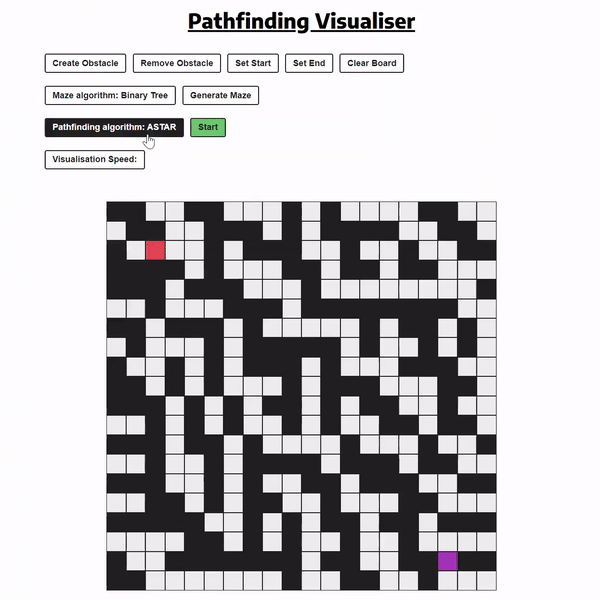 Pathfinding Visualiser
Create Obstacle Remove Obstacle Set Start Set End Clear Board
Maze algorithm: Binary Tree Generate Maze
Pathfinding algorithm: ASTAR Start
Visualisation Speed: